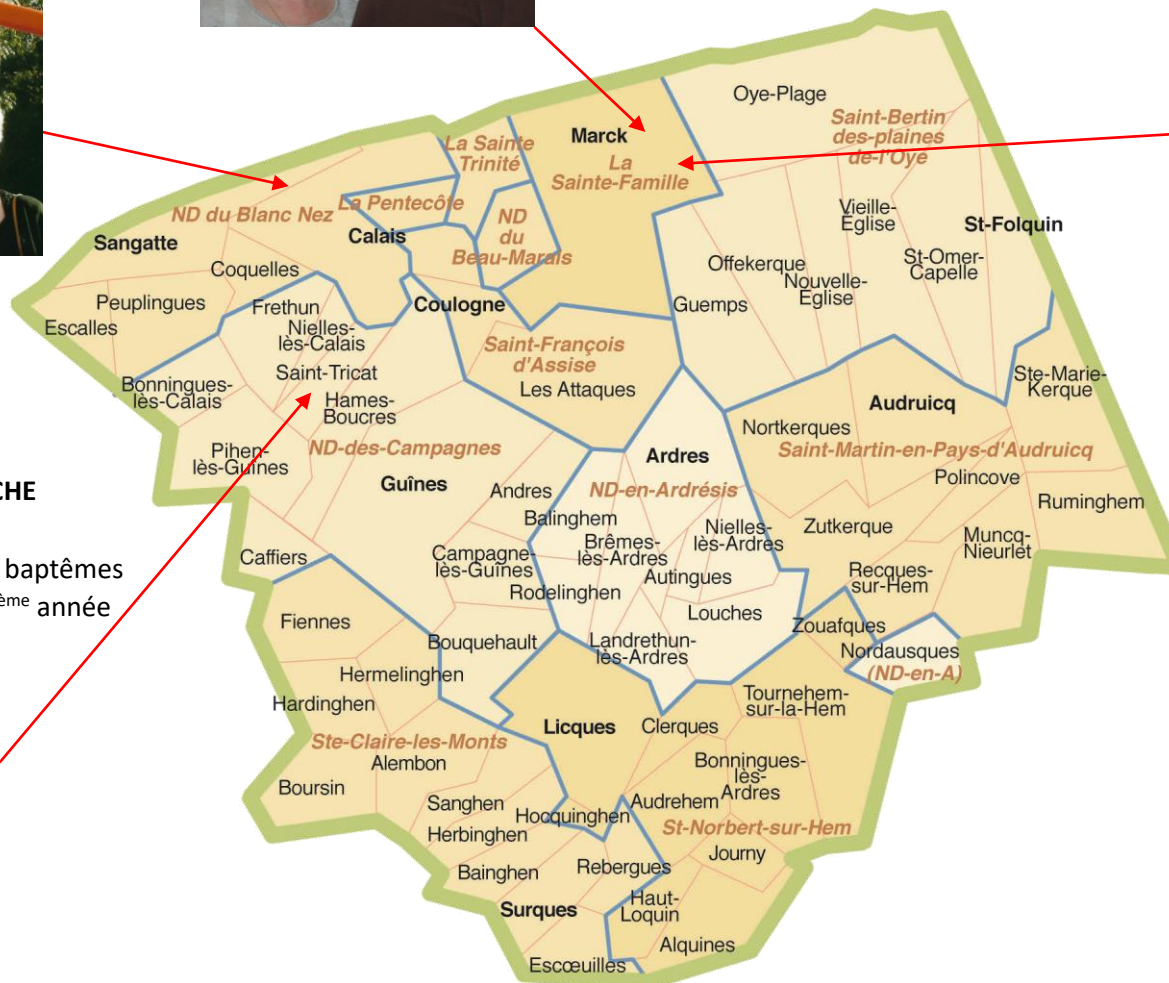 Oye-Plage
Saint-Bertin
des-plaines
de-l'Oye
Marck
La
Sainte-Famille
La Sainte
Trinité
La Pentecôte
ND du Blanc Nez
ND
du
Beau-Marais
Sangatte
Calais
Vieille-
Église
St-Folquin
Coquelles
Offekerque
Nouvelle-
Eglise
St-Omer-
Capelle
Peuplingues
Frethun
Coulogne
Guemps
Escalles
Nielles-
lès-Calais
Saint-François
d'Assise
Saint-Tricat
Les Attaques
Ste-Marie-
Kerque
Bonningues-
lès-Calais
Hames-
Boucres
Audruicq
Nortkerques
Saint-Martin-en-Pays-d'Audruicq
Pihen-
lès-Guînes
ND-des-Campagnes
Ardres
Polincove
Guînes
Andres
ND-en-Ardrésis
Ruminghem
CHE
Balinghem
Brêmes-
lès-Ardres
Nielles-
lès-Ardres
Zutkerque
Muncq-
Nieurlet
Caffiers
Campagne-
lès-Guînes
Autingues
Recques-
sur-Hem
baptêmes
ème année
Rodelinghen
Louches
Fiennes
Bouquehault
Landrethun-
lès-Ardres
Zouafques
Nordausques
(ND-en-A)
Hermelinghen
Hardinghen
Tournehem-
sur-la-Hem
Licques
Clerques
Ste-Claire-les-Monts
Alembon
Bonningues-
lès-
Ardres
Boursin
Sanghen
Hocquinghen
Audrehem
Herbinghen
St-Norbert-sur-Hem
Journy
Bainghen
Rebergues
Surques
Haut-
Loquin
Alquines
Escœuilles